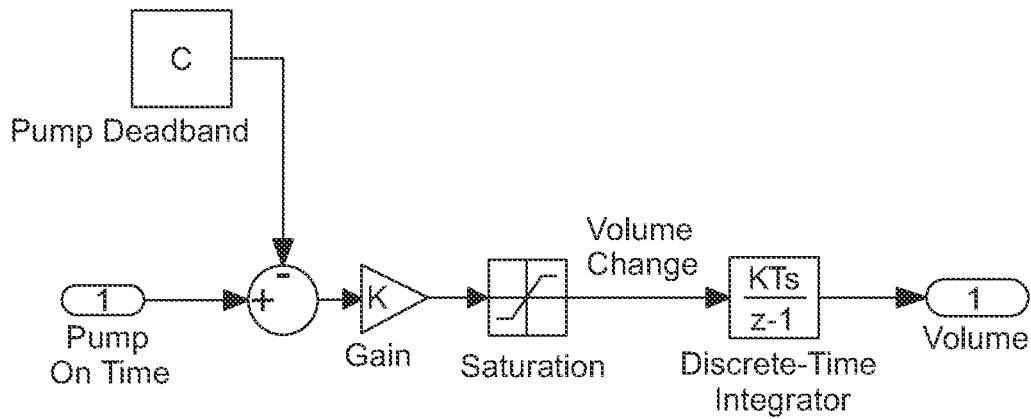 C
Pump Deadband
-
+
1
Pump
On Time
K
Gain
Saturation
Volume
Change
KTs
z-1
Discrete-Time
Integrator
1
Volume